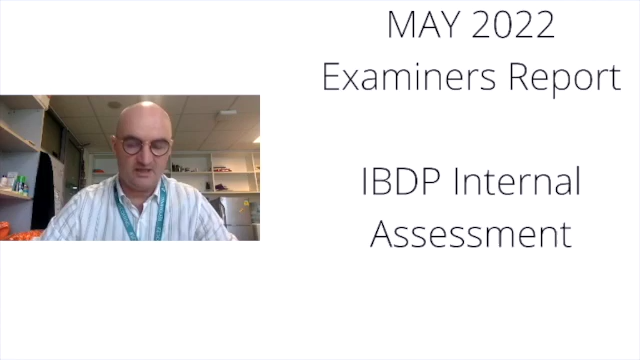 MAY 2022
Examiners Report
IBDP Internal
Assessment